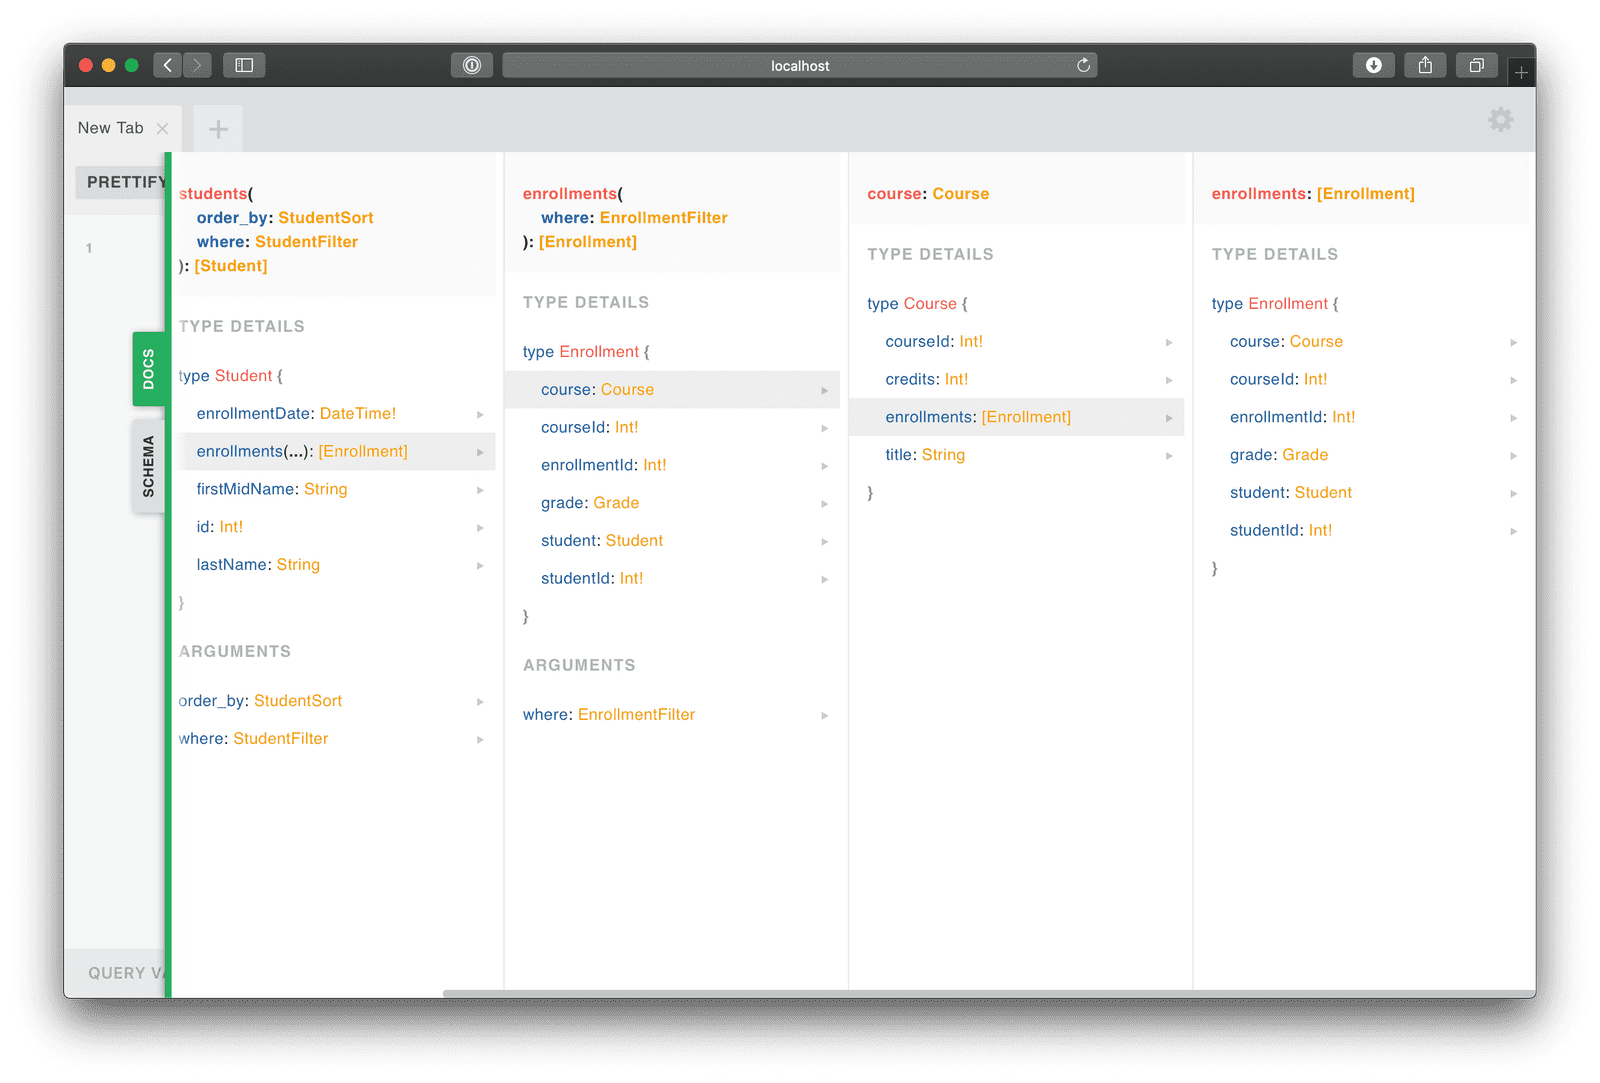 localhost
New Tab
PRETTIFY
1
DOCS
SCHEMA
QUERY VA
students(
order_by: StudentSort
where: StudentFilter
): [Student]
TYPE DETAILS
type Student {
enrollmentDate: DateTime!
enrollments(...): [Enrollment]
firstMidName: String
id: Int!
lastName: String
}
ARGUMENTS
order_by: StudentSort
where: StudentFilter
enrollments(
where: EnrollmentFilter
): [Enrollment]
TYPE DETAILS
type Enrollment {
course: Course
courseId: Int!
enrollmentId: Int!
grade: Grade
student: Student
studentId: Int!
}
ARGUMENTS
where: EnrollmentFilter
course: Course
TYPE DETAILS
type Course {
courseId: Int!
credits: Int!
enrollments: [Enrollment]
title: String
}
enrollments: [Enrollment]
TYPE DETAILS
type Enrollment {
course: Course
courseId: Int!
enrollmentId: Int!
grade: Grade
student: Student
studentId: Int!
}